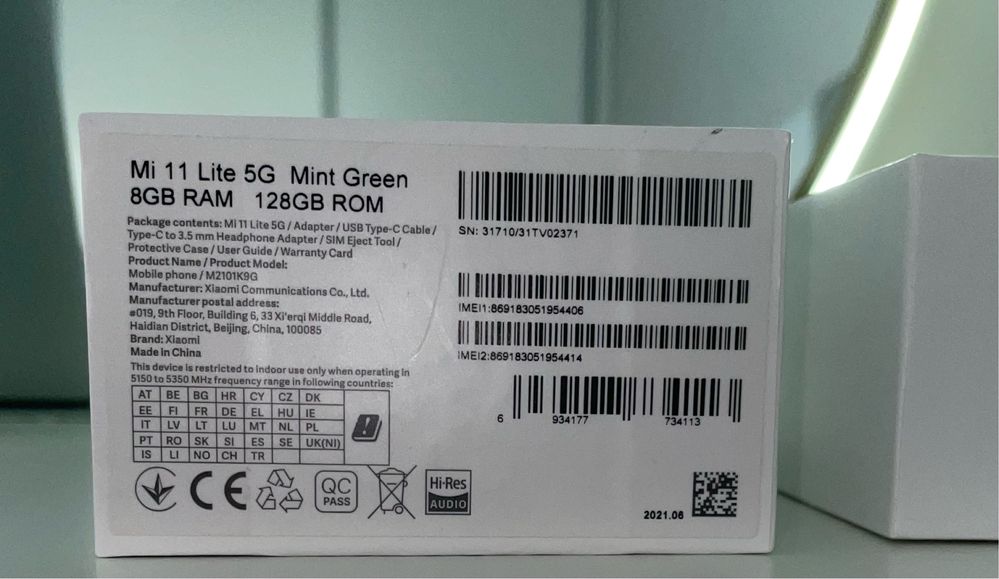 Mi 11 Lite 5G Mint Green
8GB RAM 128GB ROM
Package contents: Mi 11 Lite 5G / Adapter / USB Type-C Cable /
Type-C to 3.5 mm Headphone Adapter / SIM Eject Tool /
Protective Case / User Guide / Warranty Card
Product Name / Product Model:
Mobile phone / M2101K9G
Manufacturer: Xiaomi Communications Co., Ltd.
Manufacturer postal address:
#019, 9th Floor, Building 6, 33 Xi'erqi Middle Road,
Haidian District, Beijing, China, 100085
Brand: Xiaomi
Made in China
This device is restricted to indoor use only when operating in
5150 to 5350 MHz frequency range in following countries:
AT BE BG HR CY CZ DK
EE FI FR DE EL HU IE
IT LV LT LU MT NL PL
PT RO SK SI ES SE UK(NI)
IS LI NO CH TR
CE
QC
PASS
Hi-Res
AUDIO
SN: 31710/31TV02371
IMEI1:869183051954406
IMEI2:869183051954414
6 934177 734113
2021.06